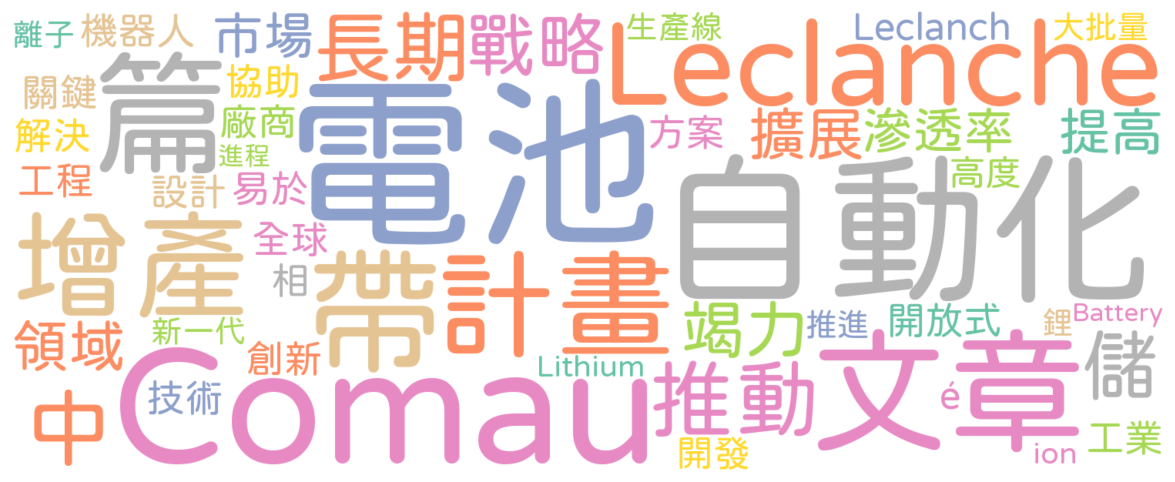 離子 機器人 市場 長期 戰略 生產線 Leclanch 大批量
關鍵 篇 協助 Leclanche
解決 廠商 電池 方案 擴展 滲透率 提高
進程
工程 設計 易於 自動化 高度
增產 全球
相 帶 計畫
領域 新一代 竭力 推進 開放式 鋰 Battery
創新 Lithium 文章 儲
中 技術 Comau 推動 é
開發 ion 工業